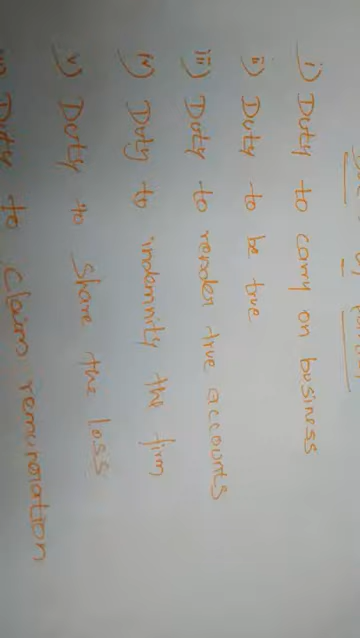 i) Duty to carry on business
ii) Duty to be true
iii) Duty to render true accounts
iv) Duty to indemnity the firm
v) Duty to share the loss
Duty to claim remuneration